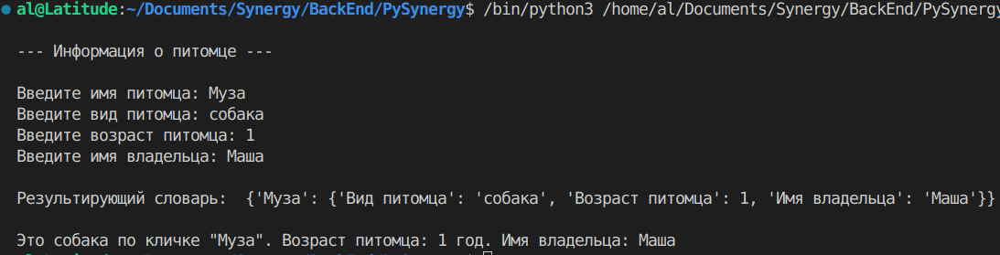 al@Latitude:~/Documents/Synergy/BackEnd/PySynergy$ /bin/python3 /home/al/Documents/Synergy/BackEnd/PySynergy
--- Информация о питомце ---
Введите имя питомца: Муза
Введите вид питомца: собака
Введите возраст питомца: 1
Введите имя владельца: Маша
Результирующий словарь:  {'Муза': {'Вид питомца': 'собака', 'Возраст питомца': 1, 'Имя владельца': 'Маша'}}
Это собака по кличке "Муза". Возраст питомца: 1 год. Имя владельца: Маша